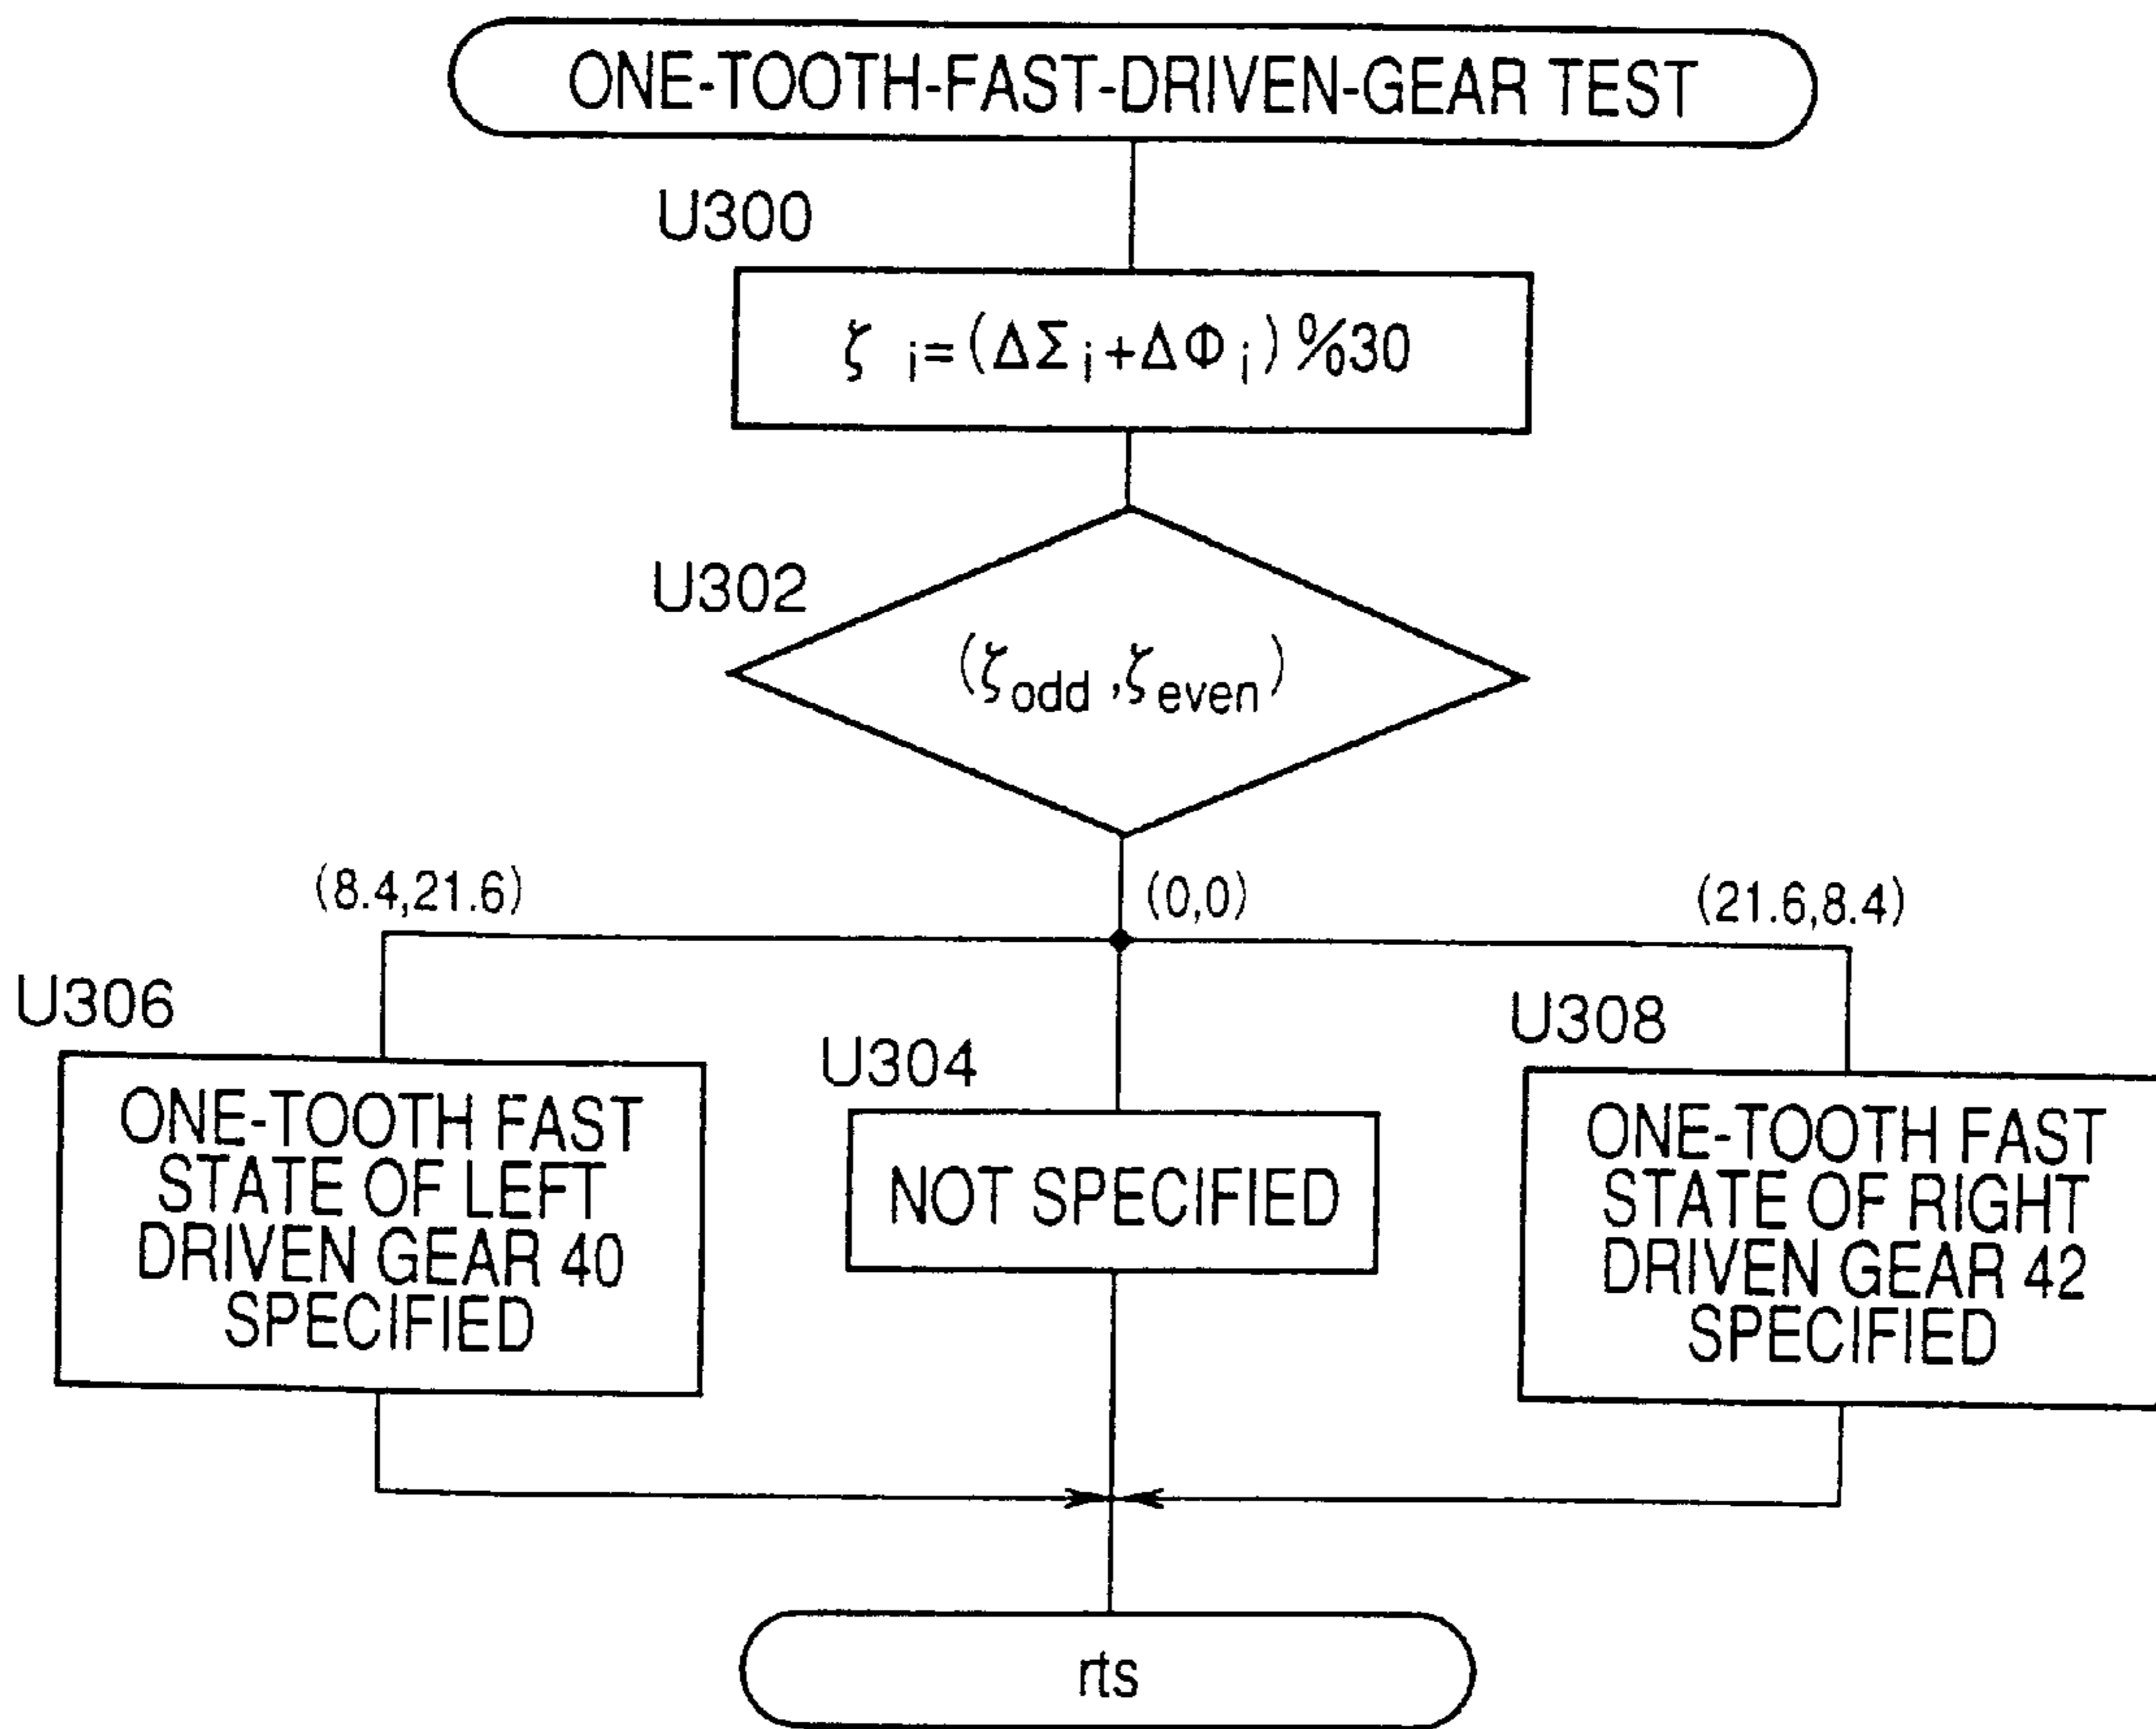 ONE-TOOTH-FAST-DRIVEN-GEAR TEST
U300
ζ i=(ΔΣi+ΔΦi)%30
U302
(ζodd,ζeven)
(8.4,21.6)
(0,0)
(21.6,8.4)
U306
ONE-TOOTH FAST
STATE OF LEFT
DRIVEN GEAR 40
SPECIFIED
U304
NOT SPECIFIED
U308
ONE-TOOTH FAST
STATE OF RIGHT
DRIVEN GEAR 42
SPECIFIED
rts